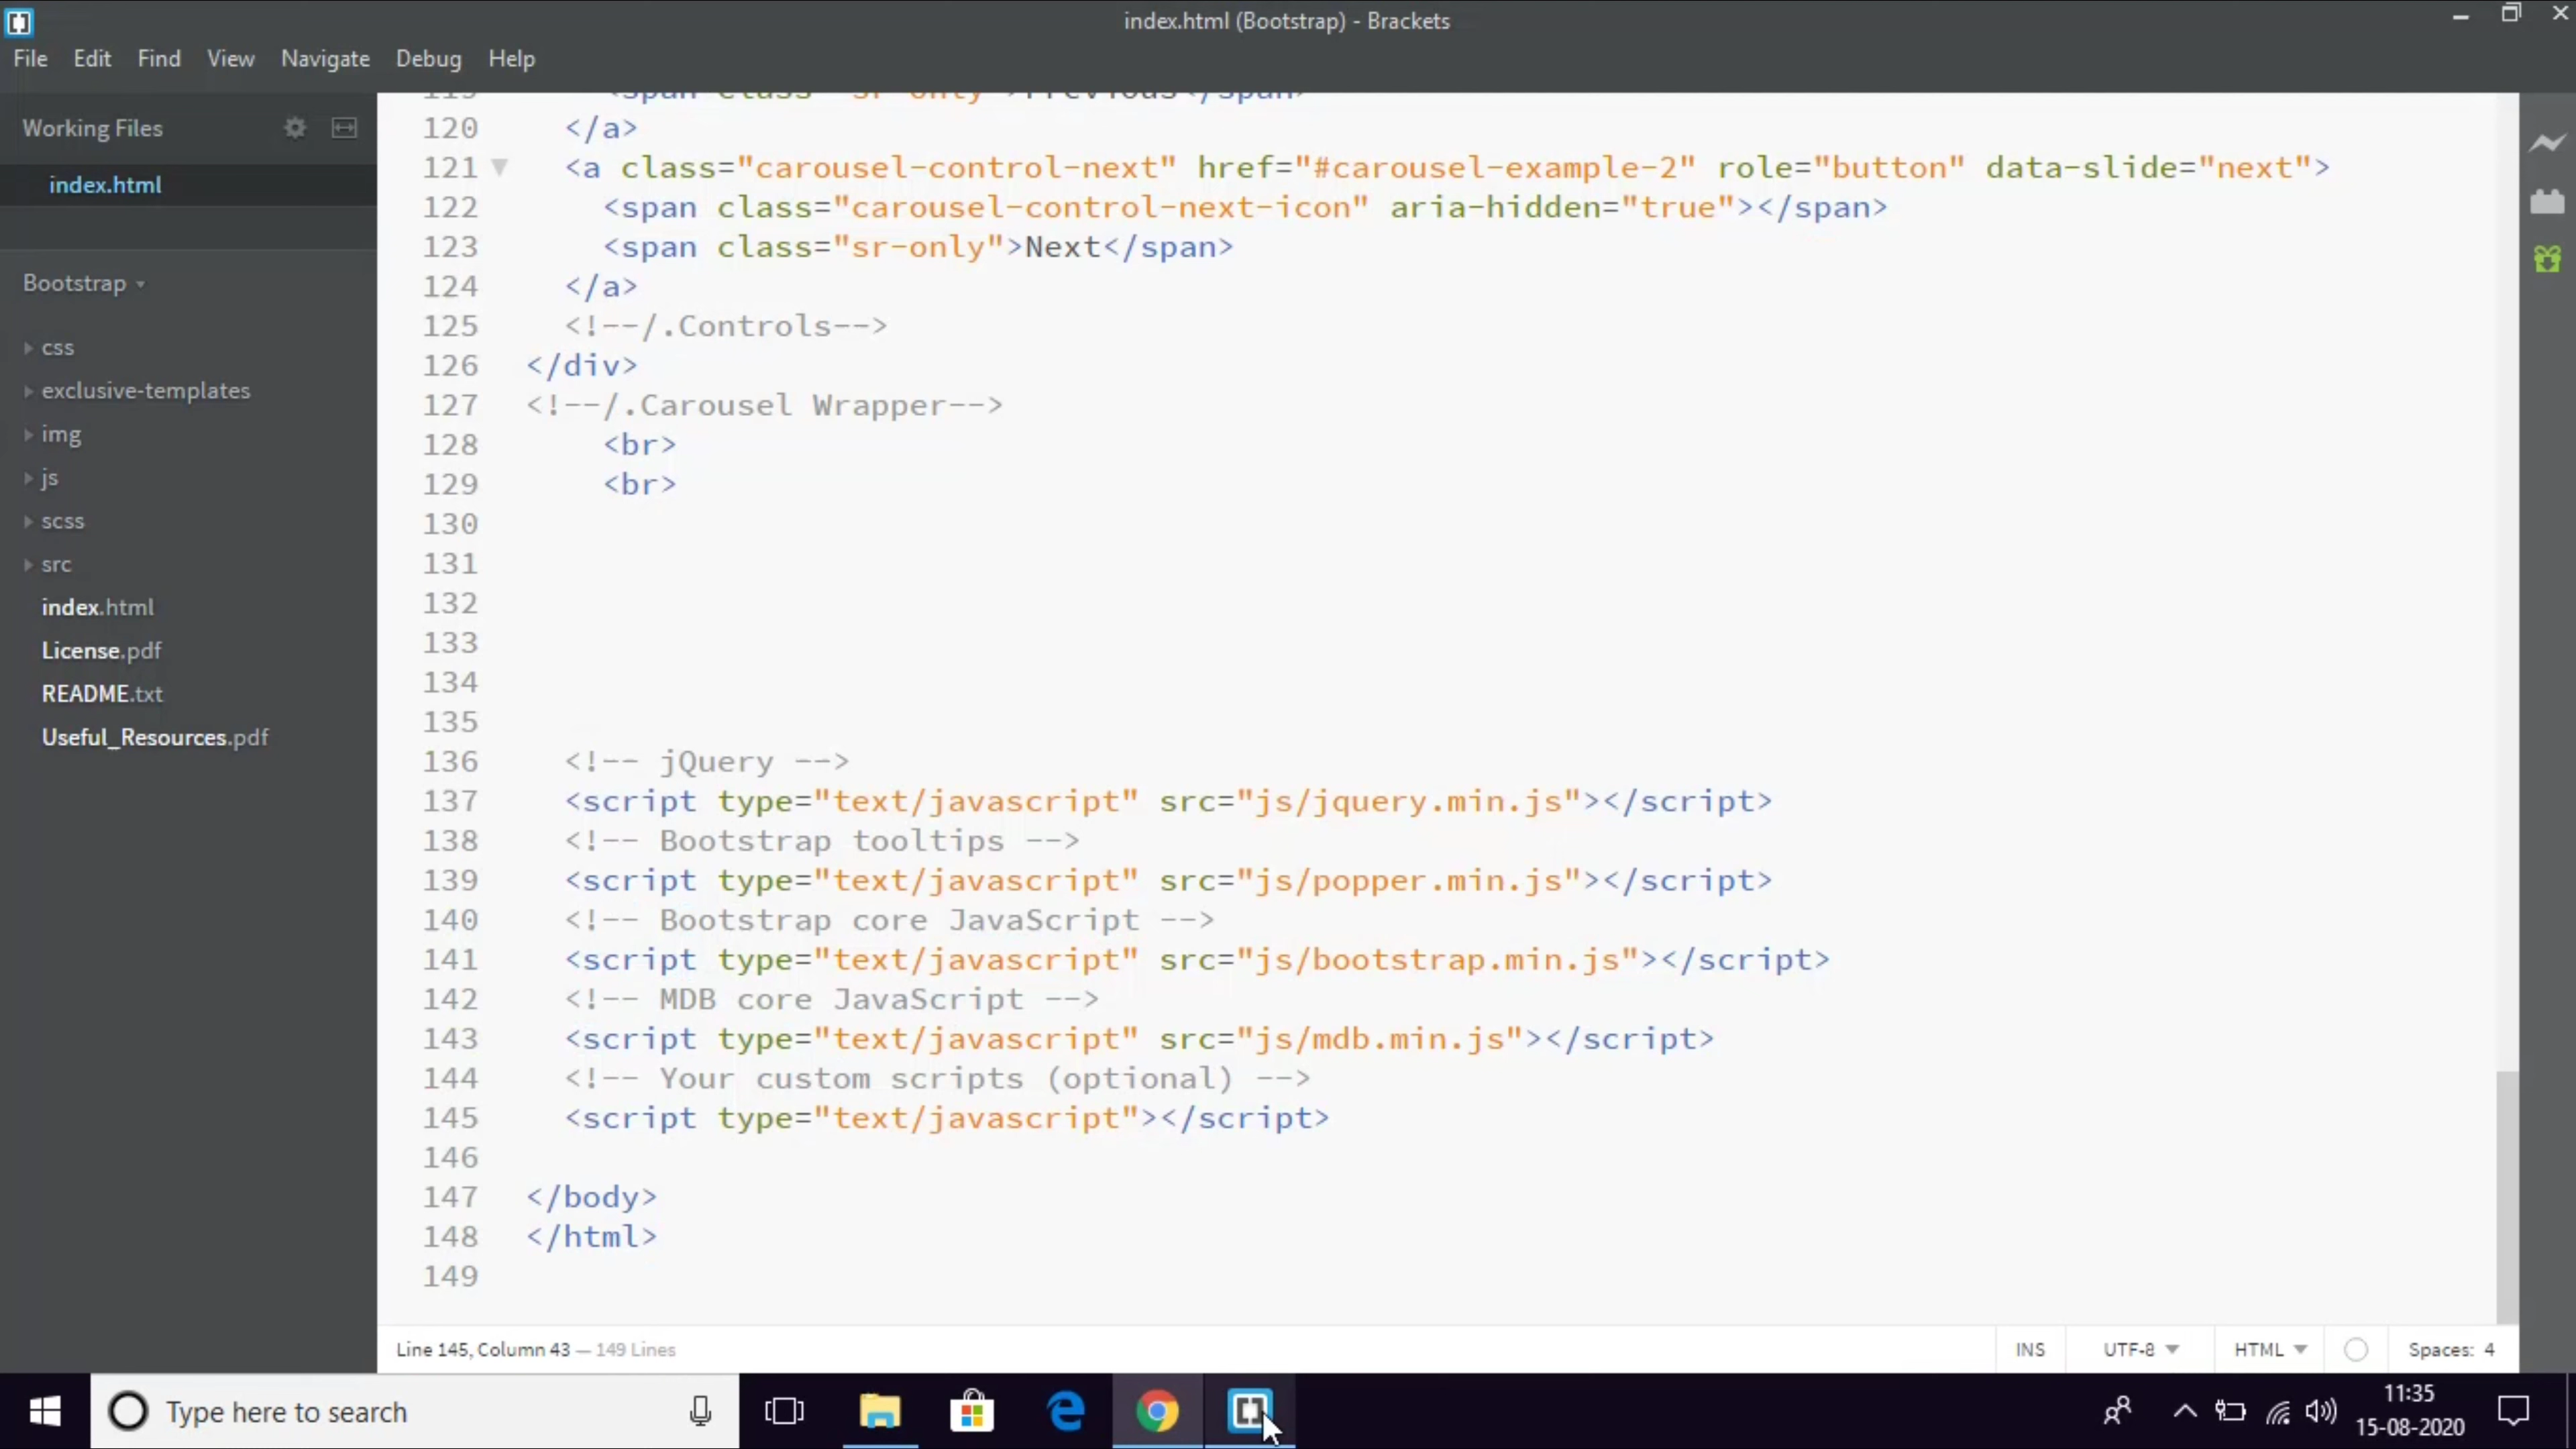 index.html (Bootstrap) - Brackets
File Edit Find View Navigate Debug Help
Working Files
index.html
Bootstrap
css
exclusive-templates
img
js
scss
src
index.html
License.pdf
README.txt
Useful_Resources.pdf
119 <span class="sr-only">Previous</span>
120 </a>
121 <a class="carousel-control-next" href="#carousel-example-2" role="button" data-slide="next">
122 <span class="carousel-control-next-icon" aria-hidden="true"></span>
123 <span class="sr-only">Next</span>
124 </a>
125 <!--/.Controls-->
126 </div>
127 <!--/.Carousel Wrapper-->
128 <br>
129 <br>
130
131
132
133
134
135
136 <!-- jQuery -->
137 <script type="text/javascript" src="js/jquery.min.js"></script>
138 <!-- Bootstrap tooltips -->
139 <script type="text/javascript" src="js/popper.min.js"></script>
140 <!-- Bootstrap core JavaScript -->
141 <script type="text/javascript" src="js/bootstrap.min.js"></script>
142 <!-- MDB core JavaScript -->
143 <script type="text/javascript" src="js/mdb.min.js"></script>
144 <!-- Your custom scripts (optional) -->
145 <script type="text/javascript"></script>
146
147 </body>
148 </html>
149
Line 145, Column 43 — 149 Lines
INS UTF-8 HTML Spaces: 4
Type here to search
11:35
15-08-2020